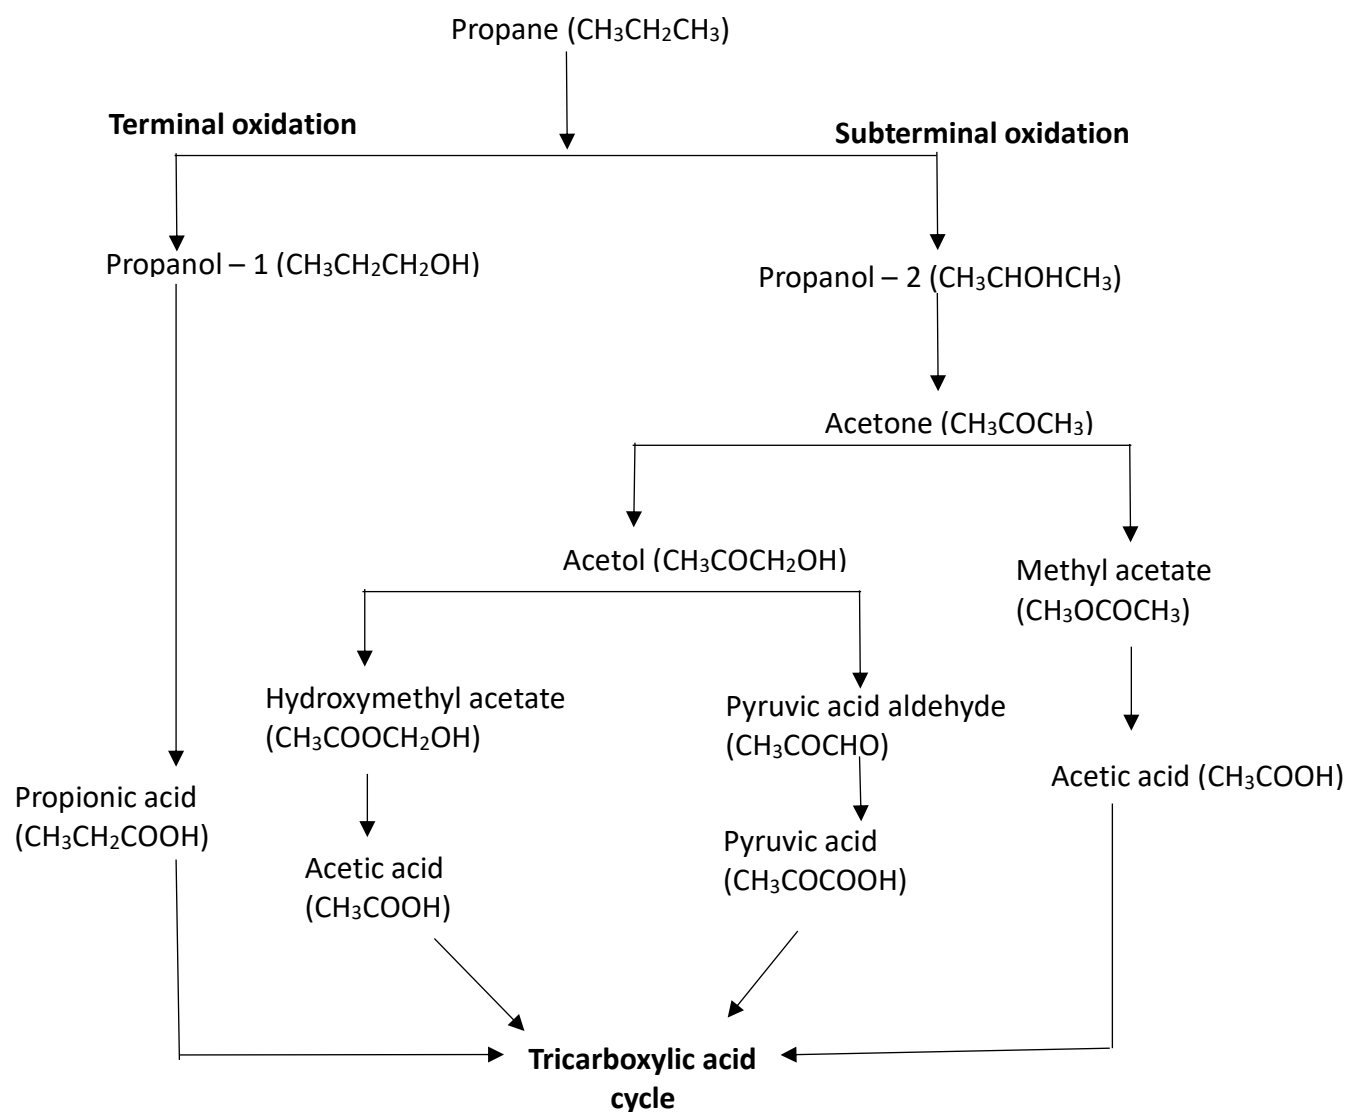 Propane (CH₃CH₂CH₃)
Terminal oxidation
Subterminal oxidation
Propanol – 1 (CH₃CH₂CH₂OH)
Propanol – 2 (CH₃CHOHCH₃)
Acetone (CH₃COCH₃)
Acetol (CH₃COCH₂OH)
Methyl acetate
(CH₃OCOCH₃)
Hydroxymethyl acetate
(CH₃COOCH₂OH)
Pyruvic acid aldehyde
(CH₃COCHO)
Acetic acid (CH₃COOH)
Propionic acid
(CH₃CH₂COOH)
Pyruvic acid
(CH₃COCOOH)
Acetic acid
(CH₃COOH)
Tricarboxylic acid
cycle